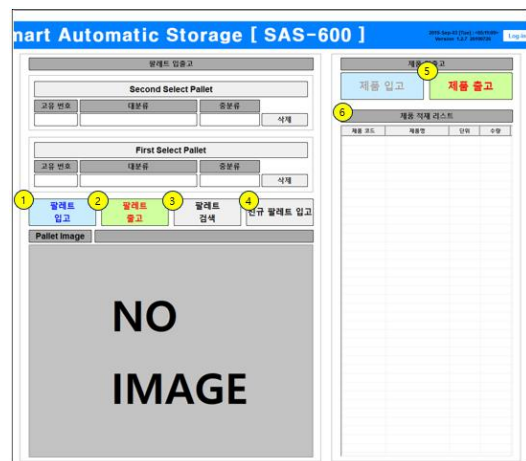 mart Automatic Storage [ SAS-600 ]
Log-in
팔레트 입출고
Second Select Pallet
고유 번호 대분류 중분류
삭제
First Select Pallet
고유 번호 대분류 중분류
삭제
1 팔레트 입고
2 팔레트 출고
3 팔레트 검색
4 신규 팔레트 입고
Pallet Image
NO
IMAGE
5
제품 입고 제품 출고
6 제품 적재 리스트
제품 코드 제품명 단위 수량